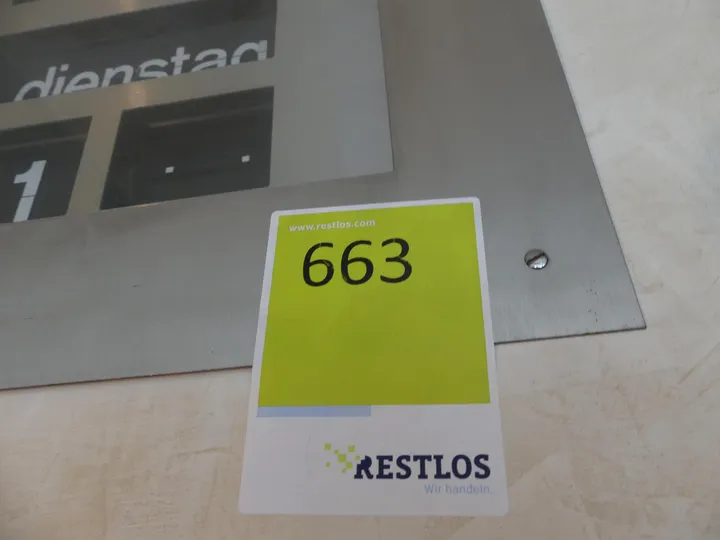 dienstag
1 . .
www.restlos.com
663
RESTLOS
Wir handeln.